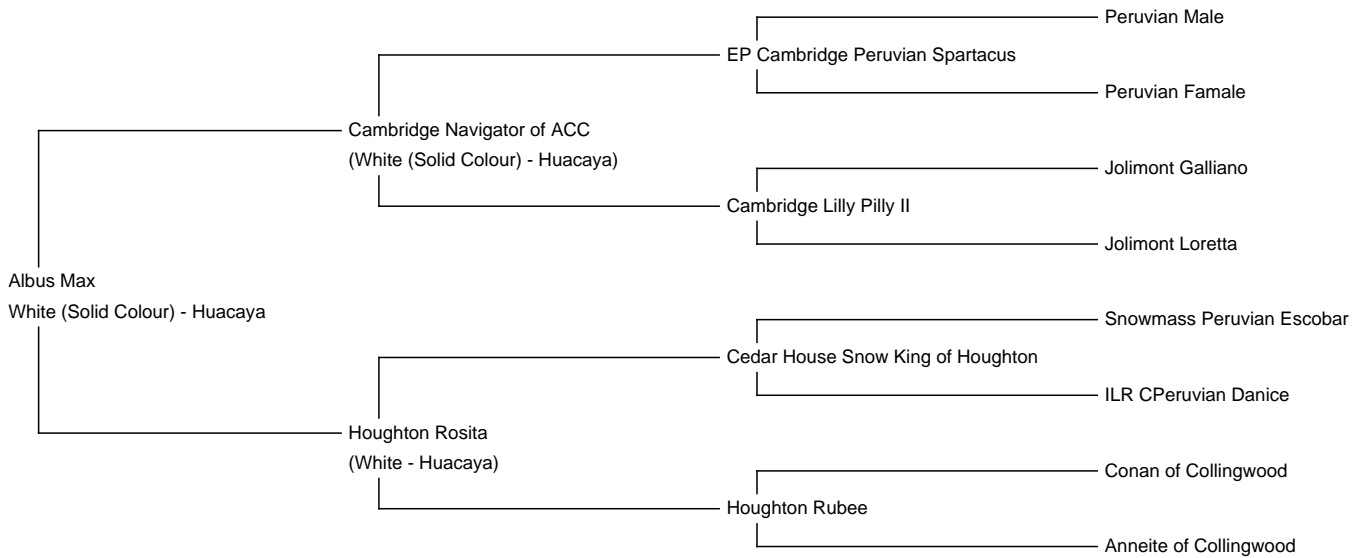 Peruvian Male
EP Cambridge Peruvian Spartacus
Peruvian Famale
Cambridge Navigator of ACC
(White (Solid Colour) - Huacaya)
Jolimont Galliano
Cambridge Lilly Pilly II
Jolimont Loretta
Albus Max
White (Solid Colour) - Huacaya
Snowmass Peruvian Escobar
Cedar House Snow King of Houghton
ILR CPeruvian Danice
Houghton Rosita
(White - Huacaya)
Conan of Collingwood
Houghton Rubee
Anneite of Collingwood